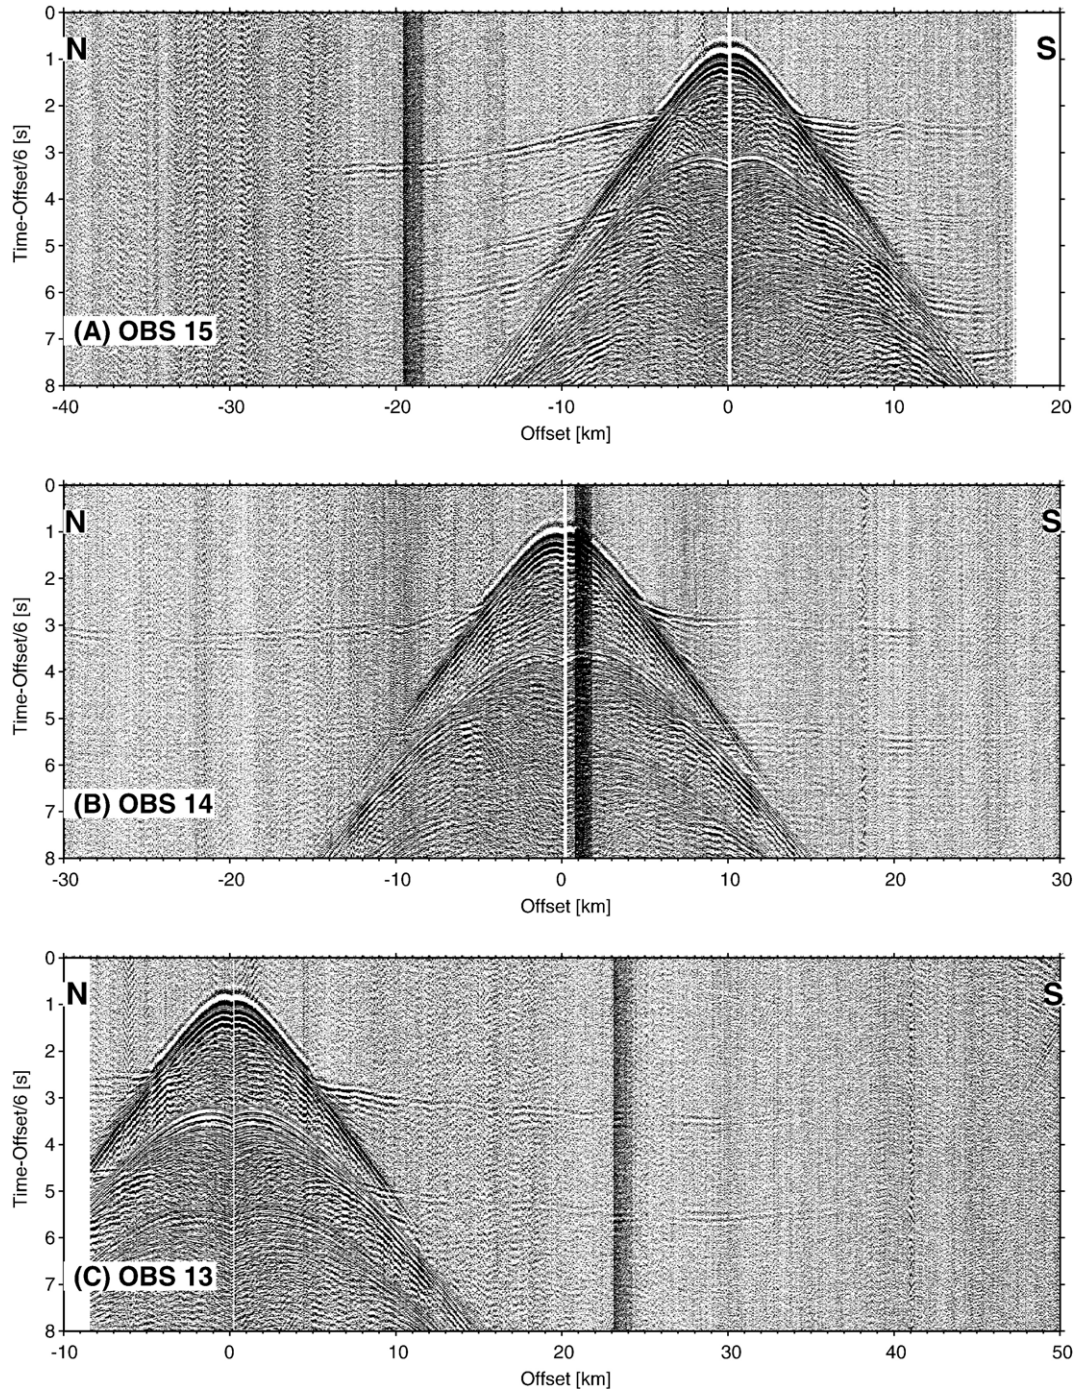 0
1
2
3
4
5
6
7
8
Time-Offset/6 [s]
N
S
(A) OBS 15
-40 -30 -20 -10 0 10 20
Offset [km]
0
1
2
3
4
5
6
7
8
Time-Offset/6 [s]
N
S
(B) OBS 14
-30 -20 -10 0 10 20 30
Offset [km]
0
1
2
3
4
5
6
7
8
Time-Offset/6 [s]
N
S
(C) OBS 13
-10 0 10 20 30 40 50
Offset [km]